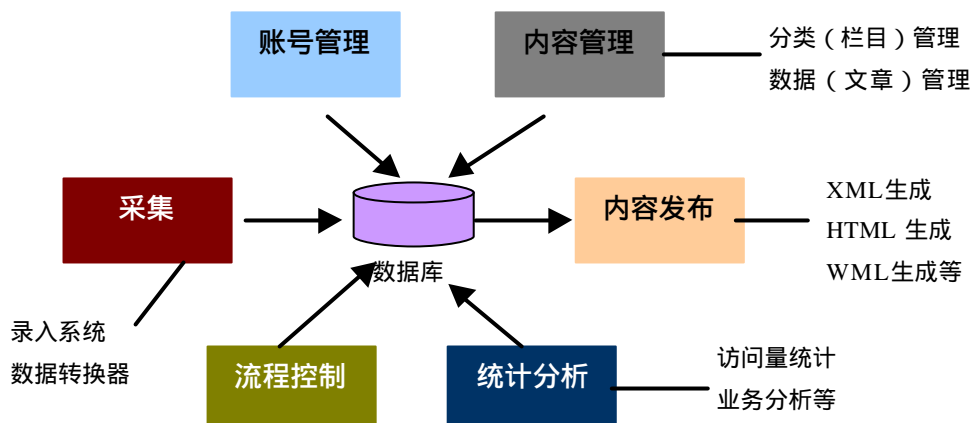 账号管理
内容管理
分类（栏目）管理
数据（文章）管理
采集
内容发布
XML生成
HTML 生成
WML生成等
数据库
录入系统
数据转换器
流程控制
统计分析
访问量统计
业务分析等